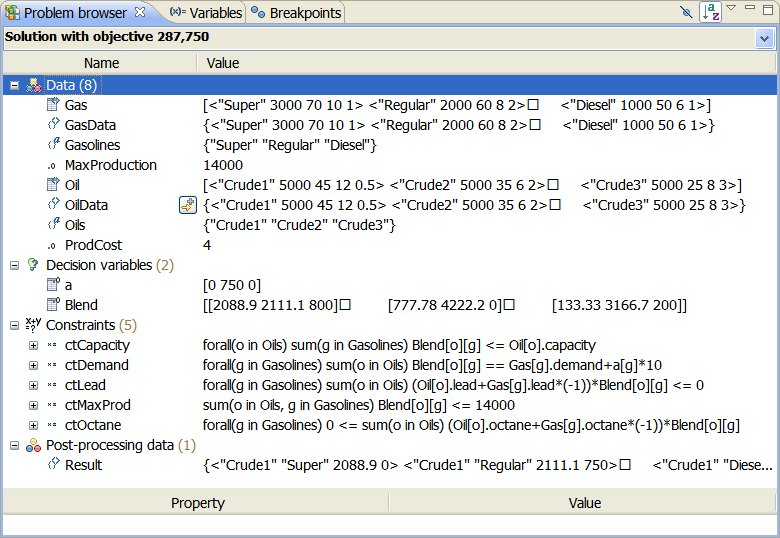 Problem browser (x)= Variables Breakpoints
Solution with objective 287,750
Name Value
Data (8)
Gas [<"Super" 3000 70 10 1> <"Regular" 2000 60 8 2>□ <"Diesel" 1000 50 6 1>]
GasData {<"Super" 3000 70 10 1> <"Regular" 2000 60 8 2>□ <"Diesel" 1000 50 6 1>}
Gasolines {"Super" "Regular" "Diesel"}
MaxProduction 14000
Oil [<"Crude1" 5000 45 12 0.5> <"Crude2" 5000 35 6 2>□ <"Crude3" 5000 25 8 3>]
OilData {<"Crude1" 5000 45 12 0.5> <"Crude2" 5000 35 6 2>□ <"Crude3" 5000 25 8 3>}
Oils {"Crude1" "Crude2" "Crude3"}
ProdCost 4
Decision variables (2)
a [0 750 0]
Blend [[2088.9 2111.1 800]□ [777.78 4222.2 0]□ [133.33 3166.7 200]]
Constraints (5)
ctCapacity forall(o in Oils) sum(g in Gasolines) Blend[o][g] <= Oil[o].capacity
ctDemand forall(g in Gasolines) sum(o in Oils) Blend[o][g] == Gas[g].demand+a[g]*10
ctLead forall(g in Gasolines) sum(o in Oils) (Oil[o].lead+Gas[g].lead*(-1))*Blend[o][g] <= 0
ctMaxProd sum(o in Oils, g in Gasolines) Blend[o][g] <= 14000
ctOctane forall(g in Gasolines) 0 <= sum(o in Oils) (Oil[o].octane+Gas[g].octane*(-1))*Blend[o][g]
Post-processing data (1)
Result {<"Crude1" "Super" 2088.9 0> <"Crude1" "Regular" 2111.1 750>□ <"Crude1" "Diese...
Property Value